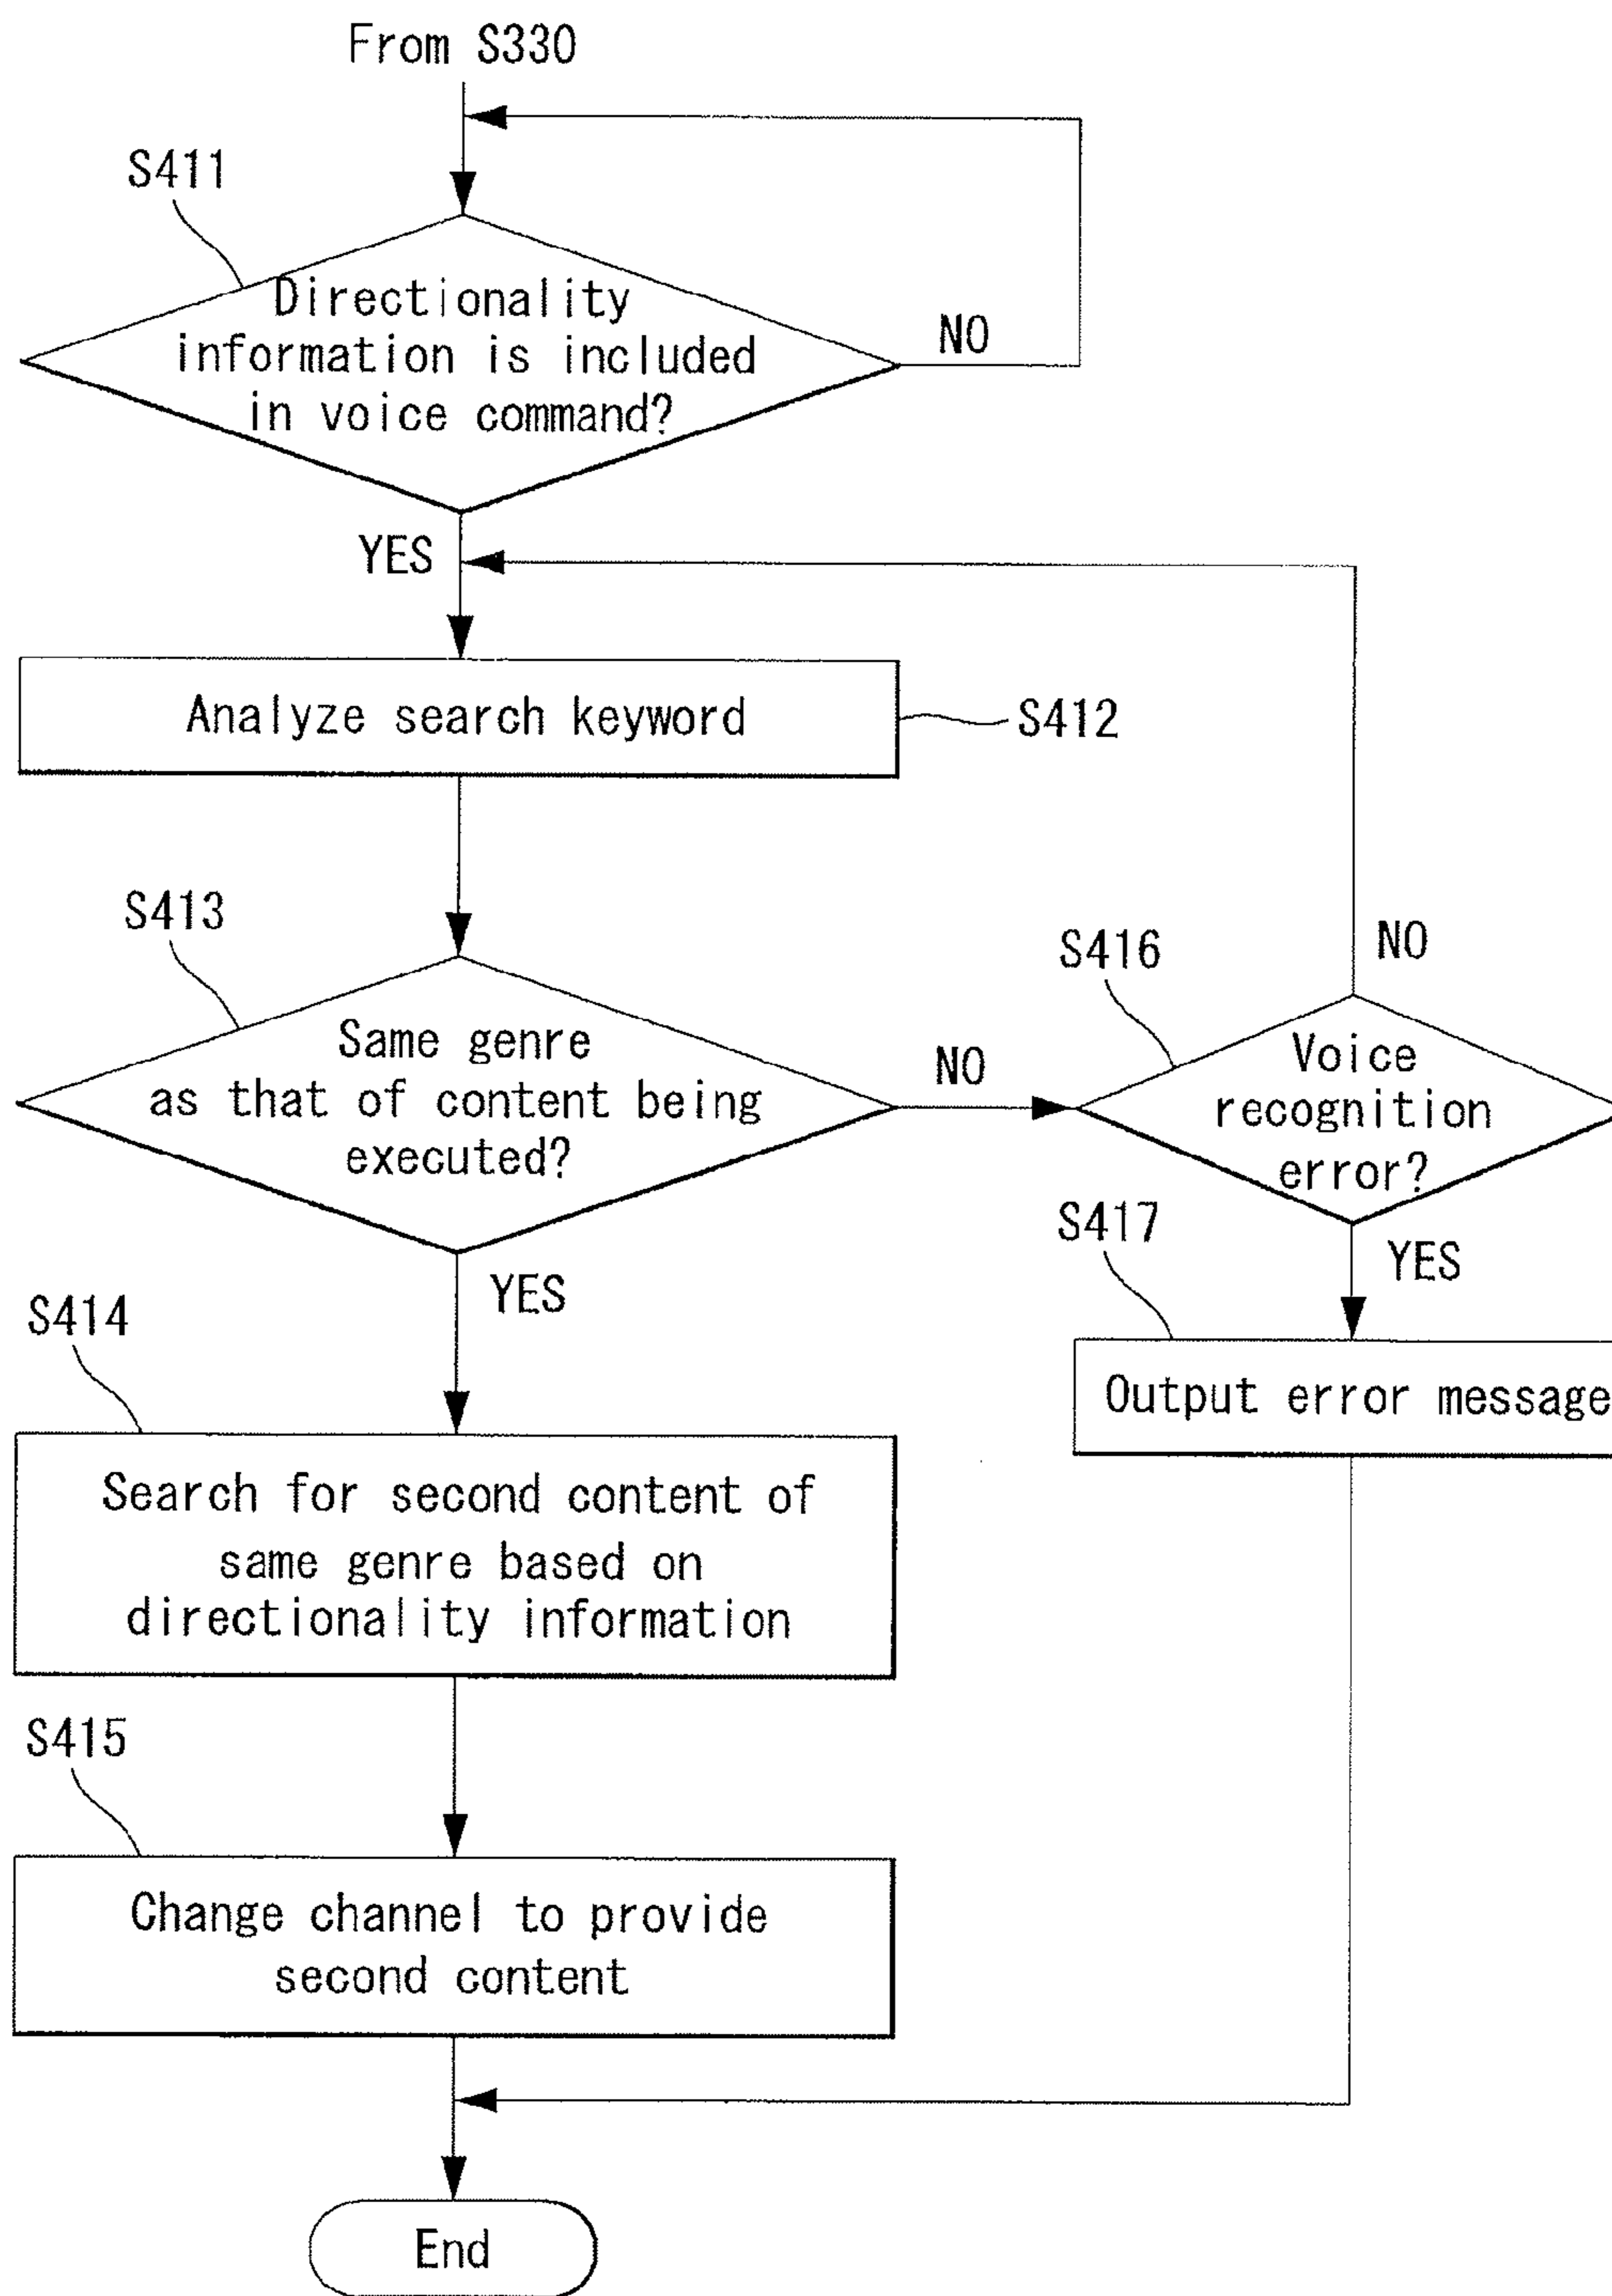 From S330
S411
Directionality
information is included
in voice command?
NO
YES
Analyze search keyword
S412
S413
Same genre
as that of content being
executed?
NO
S416
NO
Voice
recognition
error?
YES
S417
YES
Output error message
S414
Search for second content of
same genre based on
directionality information
S415
Change channel to provide
second content
End